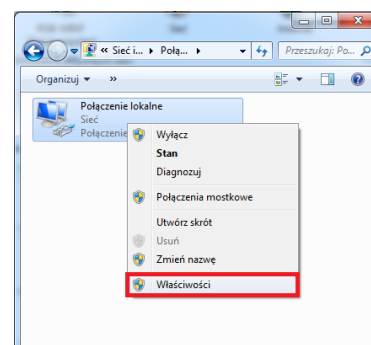 « Sieć i... ▸ Połą... ▸
Przeszukaj: Po...
Organizuj ▾ »
Połączenie lokalne
Sieć
Połączenie
Wyłącz
Stan
Diagnozuj
Połączenia mostkowe
Utwórz skrót
Usuń
Zmień nazwę
Właściwości